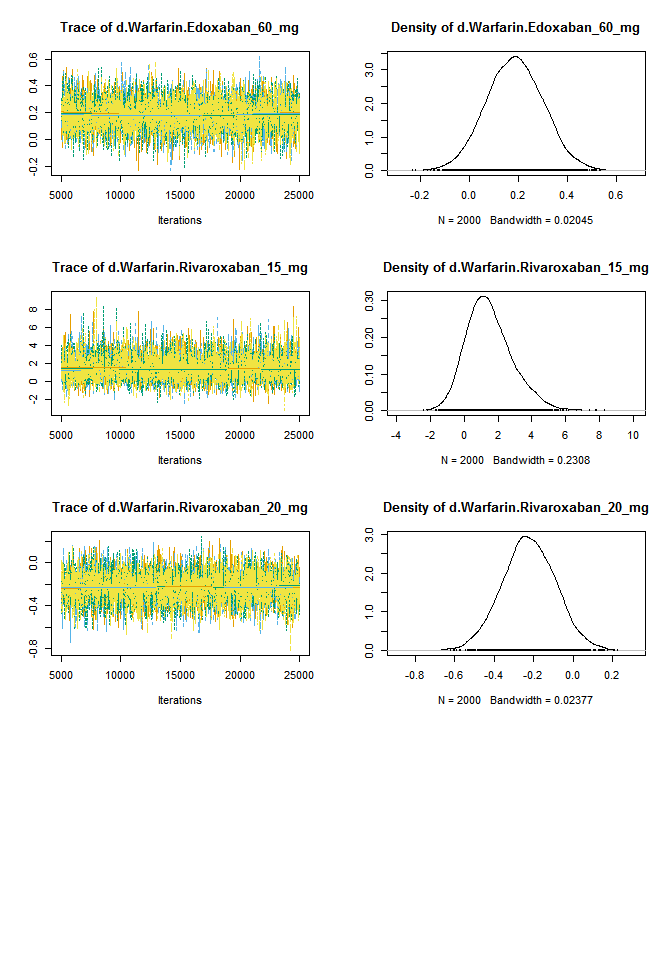 Trace of d.Warfarin.Edoxaban_60_mg
-0.2 0.0 0.2 0.4 0.6
5000 10000 15000 20000 25000
Iterations
Density of d.Warfarin.Edoxaban_60_mg
0.0 1.0 2.0 3.0
-0.2 0.0 0.2 0.4 0.6
N = 2000 Bandwidth = 0.02045
Trace of d.Warfarin.Rivaroxaban_15_mg
-2 0 2 4 6 8
5000 10000 15000 20000 25000
Iterations
Density of d.Warfarin.Rivaroxaban_15_mg
0.00 0.10 0.20 0.30
-4 -2 0 2 4 6 8 10
N = 2000 Bandwidth = 0.2308
Trace of d.Warfarin.Rivaroxaban_20_mg
-0.8 -0.4 0.0
5000 10000 15000 20000 25000
Iterations
Density of d.Warfarin.Rivaroxaban_20_mg
0.0 1.0 2.0 3.0
-0.8 -0.6 -0.4 -0.2 0.0 0.2
N = 2000 Bandwidth = 0.02377